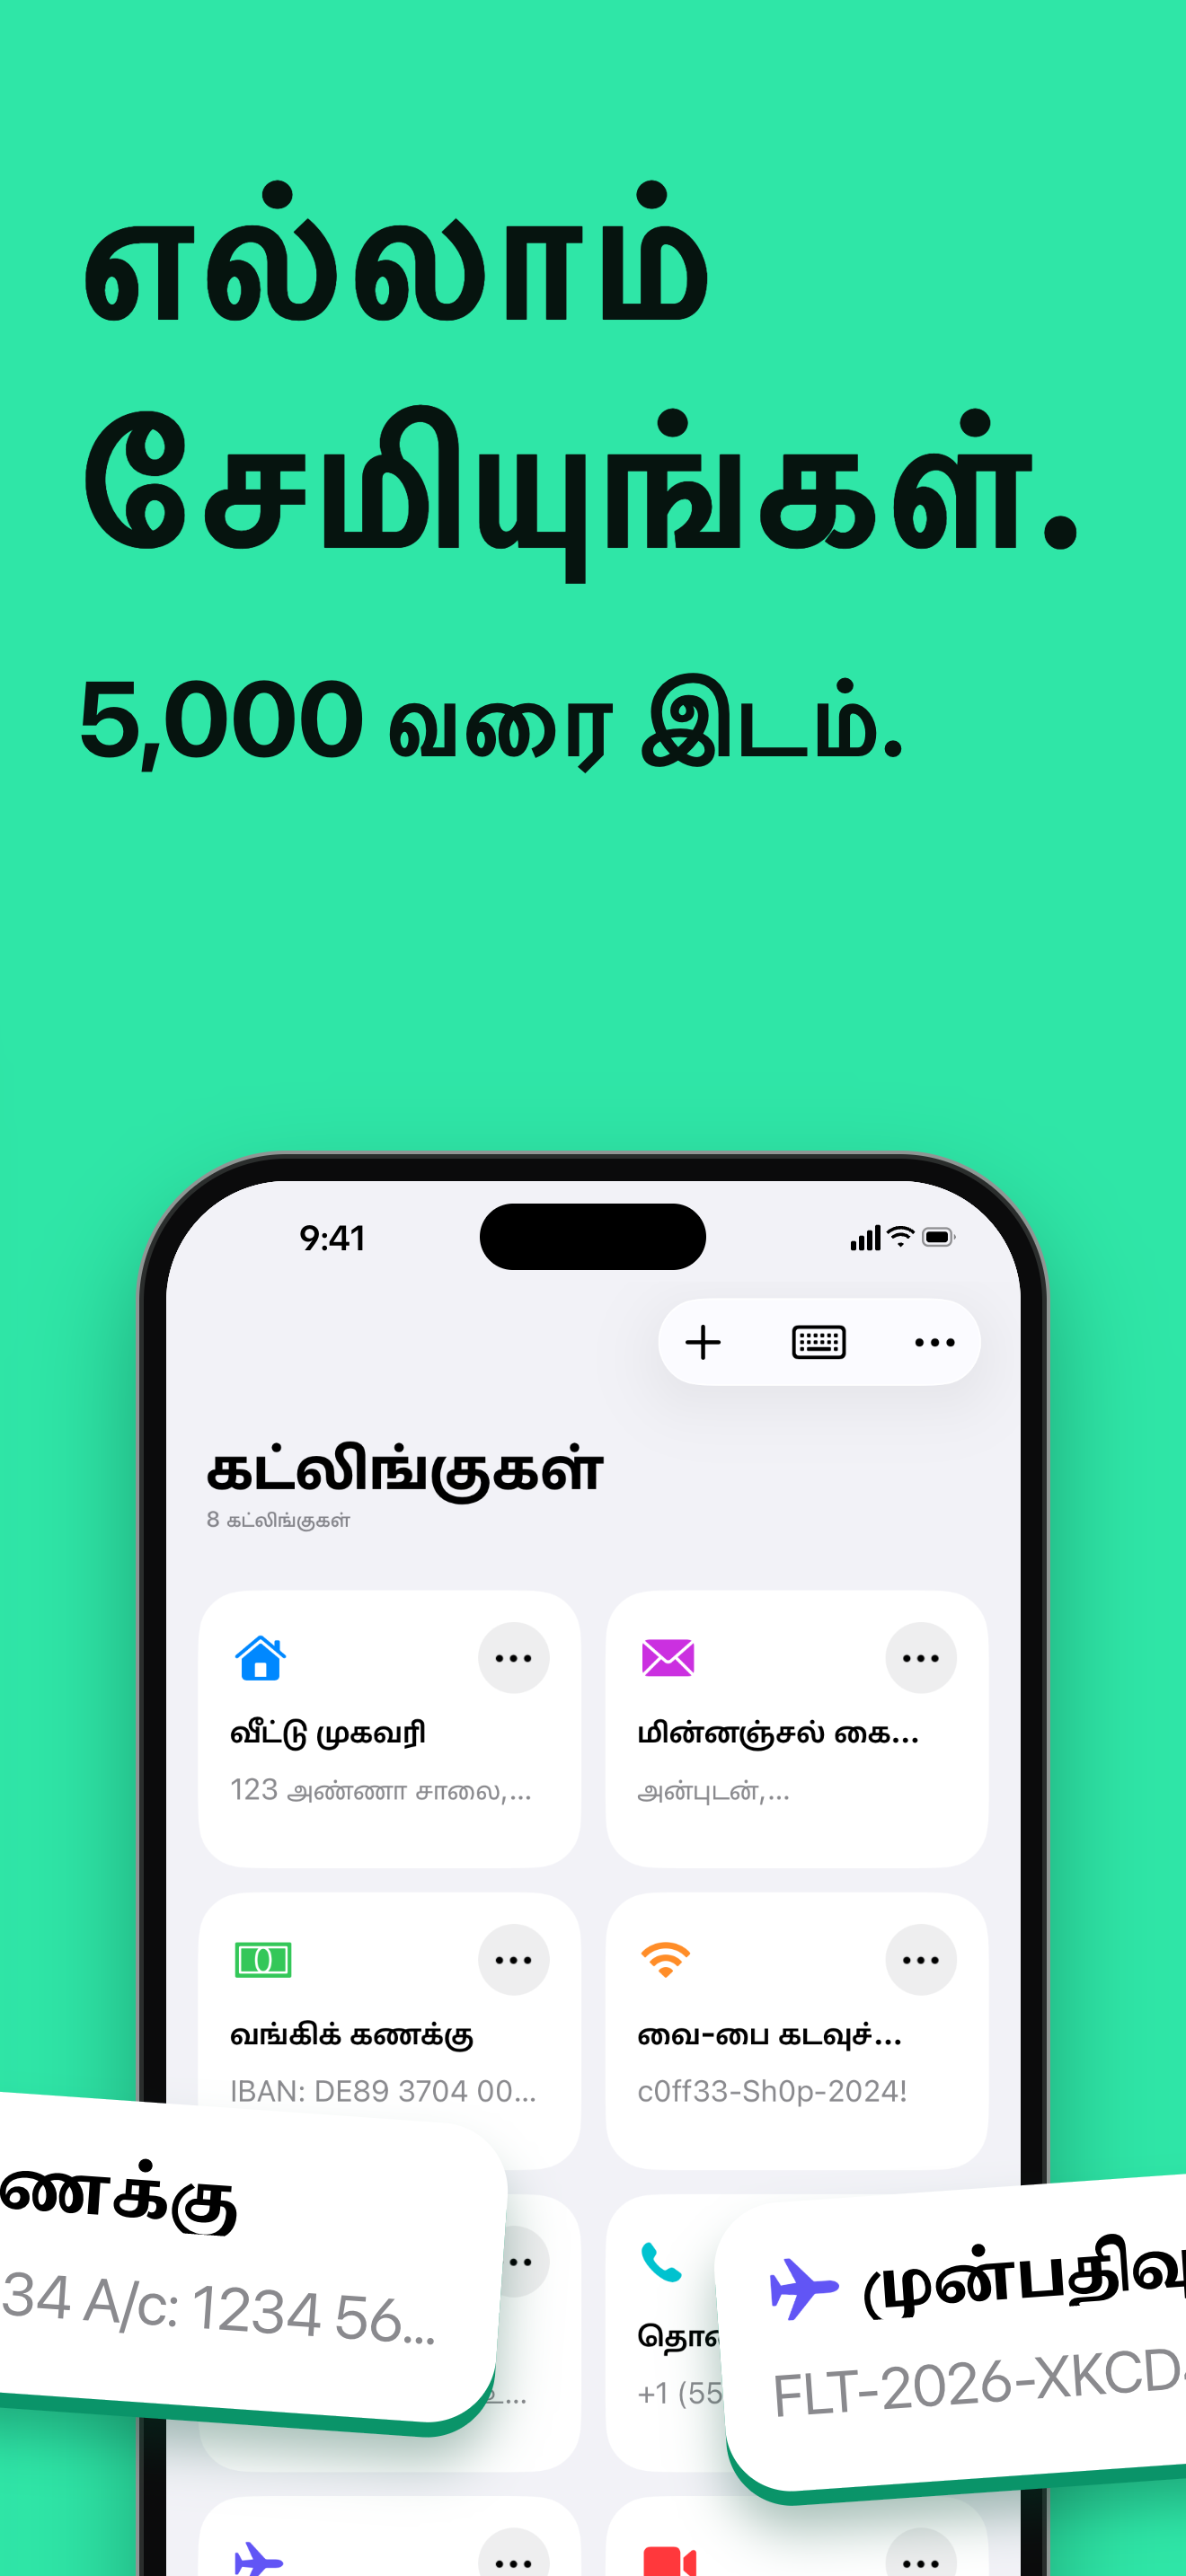 எல்லாம்
சேமியுங்கள்.
5,000 வரை இடம்.
9:41
கட்லிங்குகள்
8 கட்லிங்குகள்
வீட்டு முகவரி
123 அண்ணா சாலை,...
மின்னஞ்சல் கை...
அன்புடன்,...
வங்கிக் கணக்கு
IBAN: DE89 3704 00...
வை-பை கடவுச்...
c0ff33-Sh0p-2024!
ணக்கு
34 A/c: 1234 56...
+1 (55
முன்பதிவு
FLT-2026-XKCD